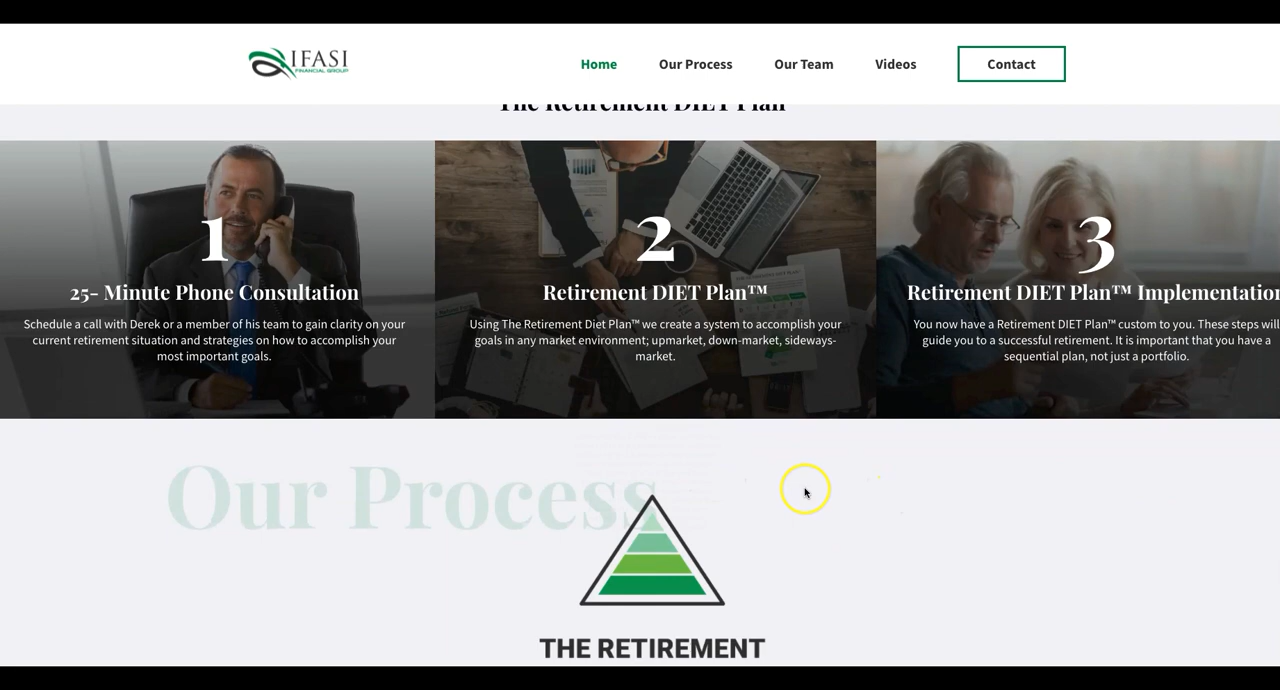 IFASI
FINANCIAL GROUP
Home
Our Process
Our Team
Videos
Contact
The Retirement DIET Plan
1
25- Minute Phone Consultation
Schedule a call with Derek or a member of his team to gain clarity on your
current retirement situation and strategies on how to accomplish your
most important goals.
2
Retirement DIET Plan™
Using The Retirement Diet Plan™ we create a system to accomplish your
goals in any market environment; upmarket, down-market, sideways-
market.
3
Retirement DIET Plan™ Implementation
You now have a Retirement DIET Plan™ custom to you. These steps will
guide you to a successful retirement. It is important that you have a
sequential plan, not just a portfolio.
Our Process
THE RETIREMENT